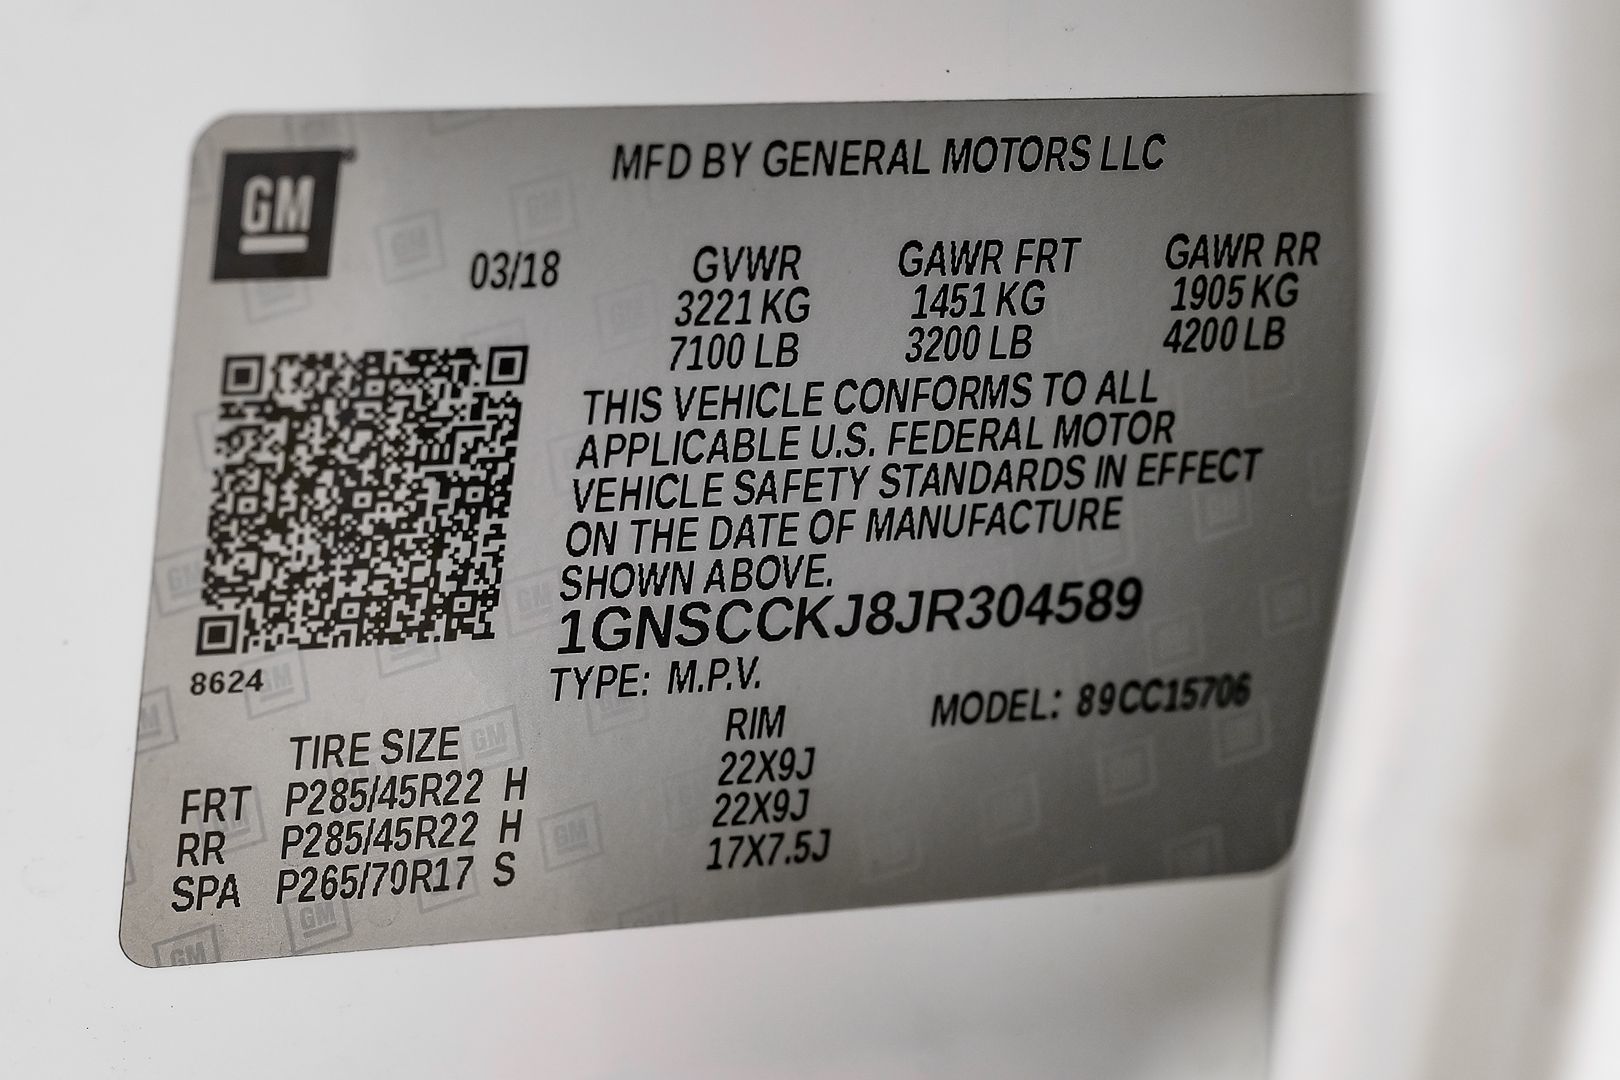 GM
MFD BY GENERAL MOTORS LLC
03/18 GVWR GAWR FRT GAWR RR
3221 KG 1451 KG 1905 KG
7100 LB 3200 LB 4200 LB
THIS VEHICLE CONFORMS TO ALL
APPLICABLE U.S. FEDERAL MOTOR
VEHICLE SAFETY STANDARDS IN EFFECT
ON THE DATE OF MANUFACTURE
SHOWN ABOVE.
1GNSCCKJ8JR304589
8624
TYPE: M.P.V.
MODEL: 89CC15706
TIRE SIZE RIM
FRT P285/45R22 H 22X9J
RR P285/45R22 H 22X9J
SPA P265/70R17 S 17X7.5J